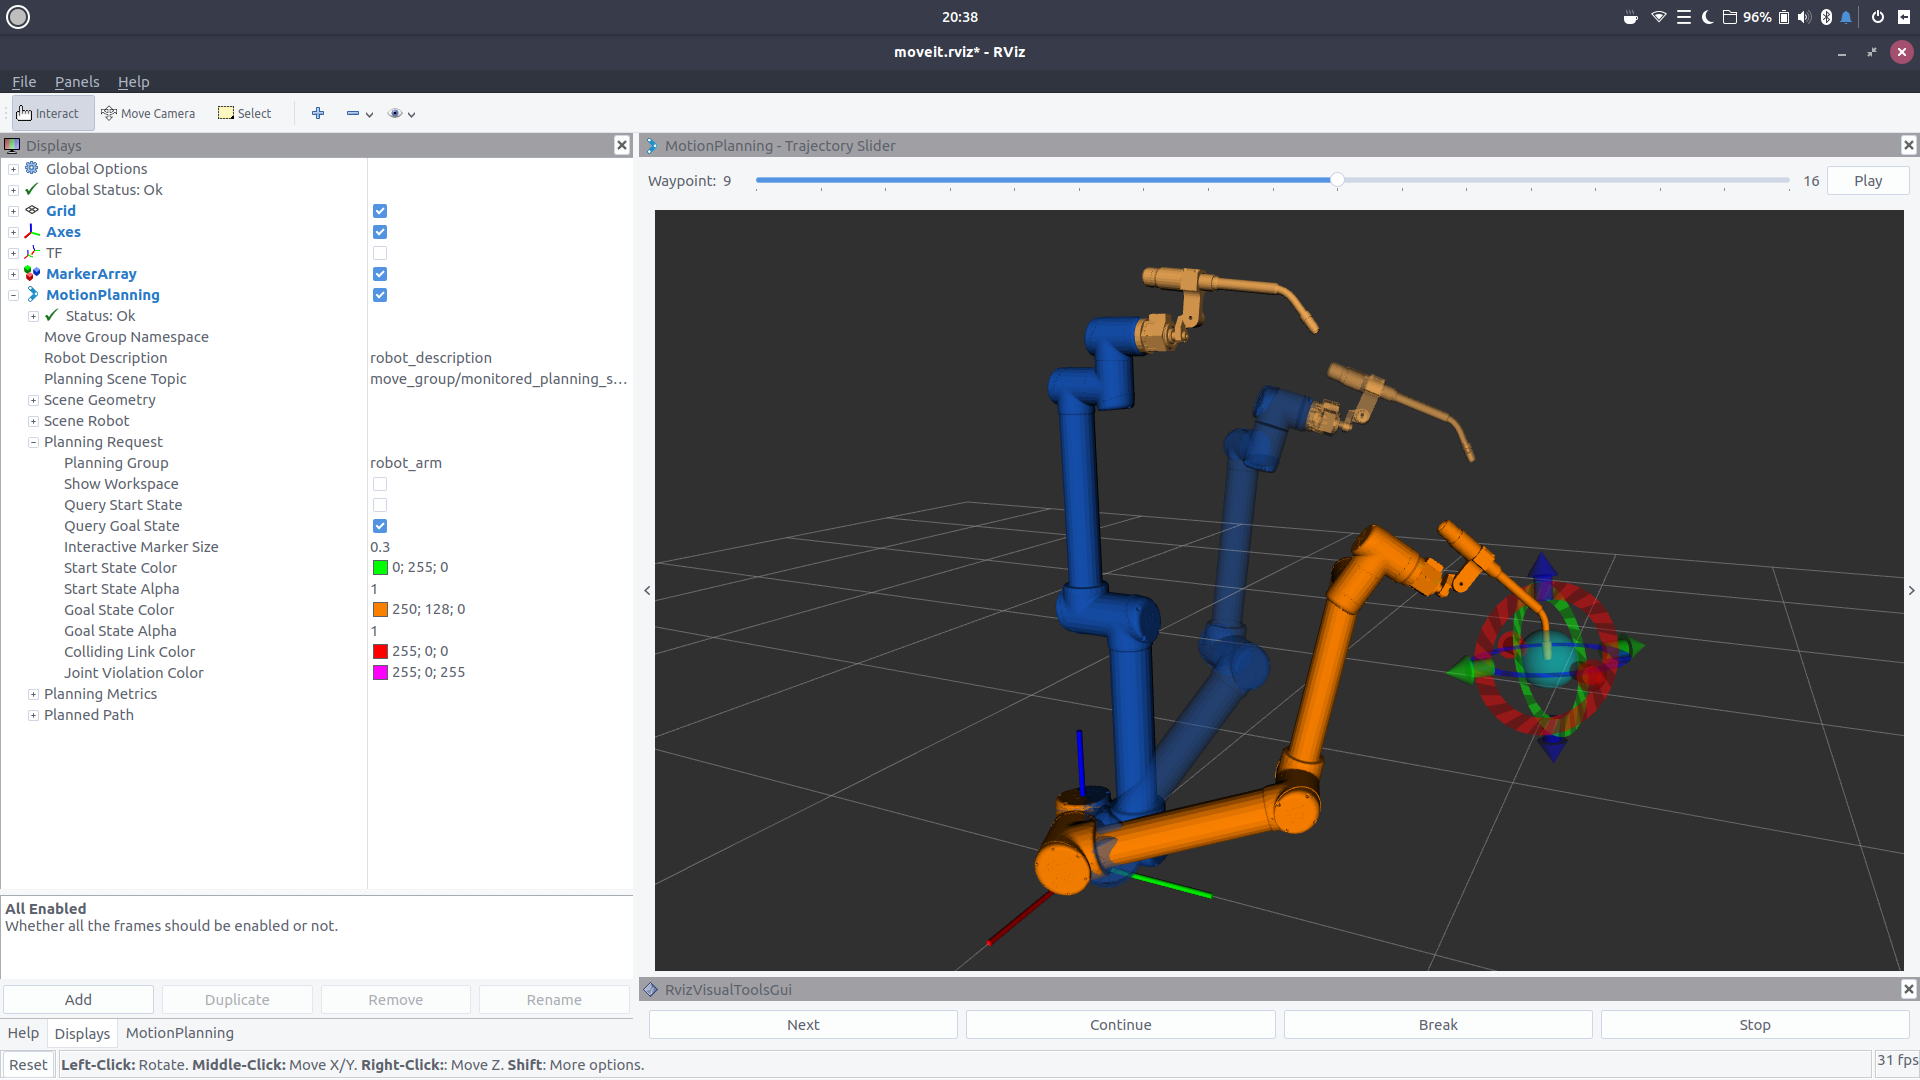 20:38
96%
moveit.rviz* - RViz
File Panels Help
Interact Move Camera Select
Displays
Global Options
Global Status: Ok
Grid
Axes
TF
MarkerArray
MotionPlanning
Status: Ok
Move Group Namespace
Robot Description robot_description
Planning Scene Topic move_group/monitored_planning_s...
Scene Geometry
Scene Robot
Planning Request
Planning Group robot_arm
Show Workspace
Query Start State
Query Goal State
Interactive Marker Size 0.3
Start State Color 0; 255; 0
Start State Alpha 1
Goal State Color 250; 128; 0
Goal State Alpha 1
Colliding Link Color 255; 0; 0
Joint Violation Color 255; 0; 255
Planning Metrics
Planned Path
All Enabled
Whether all the frames should be enabled or not.
Add Duplicate Remove Rename
Help Displays MotionPlanning
MotionPlanning - Trajectory Slider
Waypoint: 9 16 Play
RvizVisualToolsGui
Next Continue Break Stop
Reset Left-Click: Rotate. Middle-Click: Move X/Y. Right-Click:: Move Z. Shift: More options. 31 fps